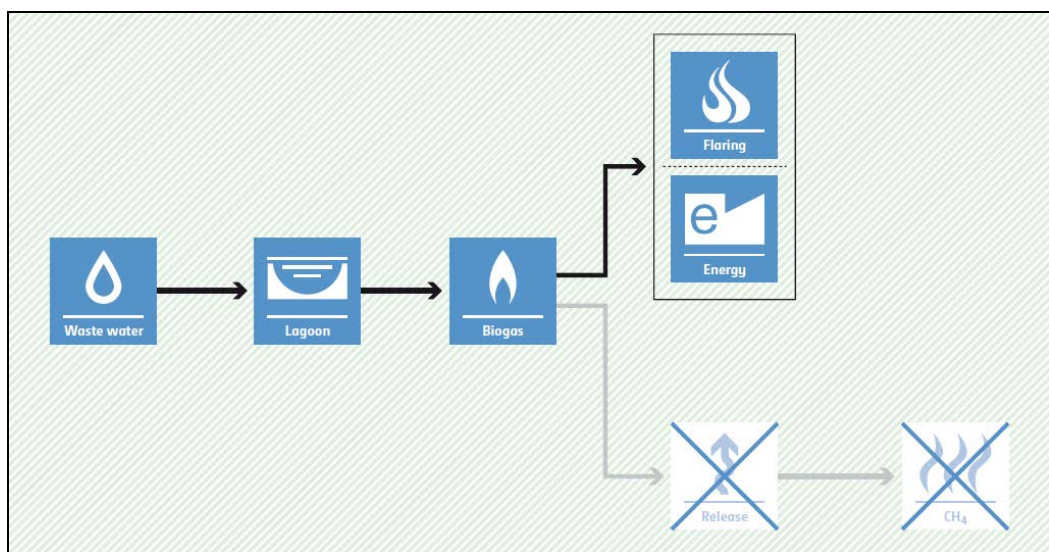 Flaring
e
Energy
Waste water
Lagoon
Biogas
Release
CH₄